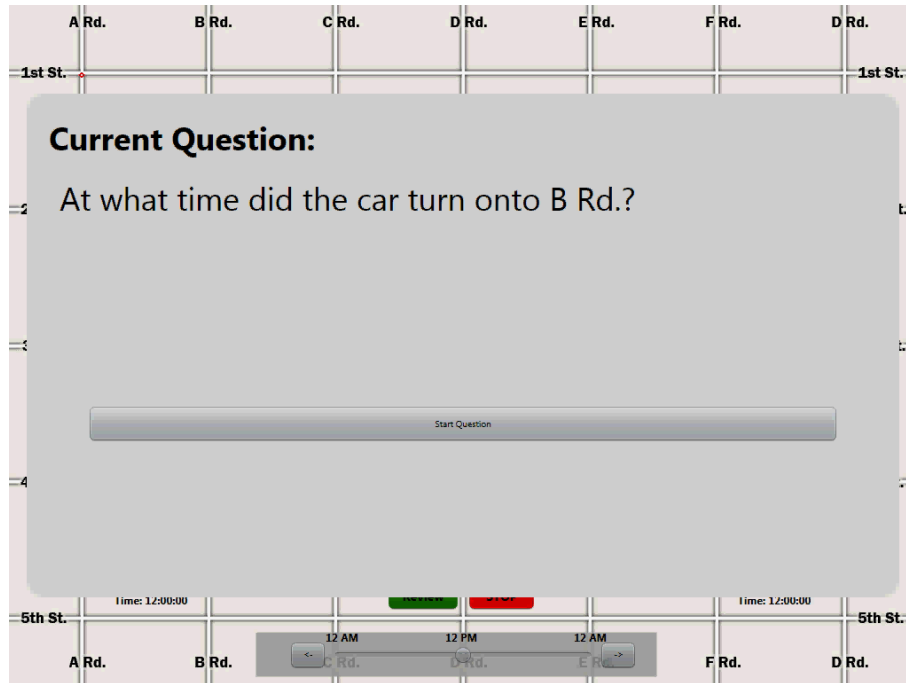 A Rd. B Rd. C Rd. D Rd. E Rd. F Rd. D Rd.
1st St. 1st St.
Current Question:
At what time did the car turn onto B Rd.?
Start Question
Review STOP
Time: 12:00:00 Time: 12:00:00
5th St. 5th St.
12 AM 12 PM 12 AM
<- ->
A Rd. B Rd. C Rd. D Rd. E Rd. F Rd. D Rd.